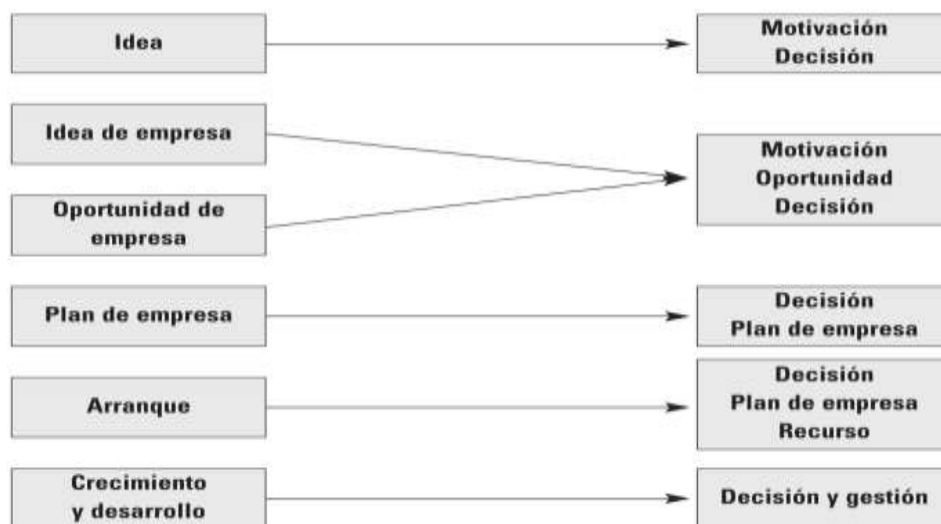 Idea
Motivación
Decisión
Idea de empresa
Oportunidad de
empresa
Motivación
Oportunidad
Decisión
Plan de empresa
Decisión
Plan de empresa
Arranque
Decisión
Plan de empresa
Recurso
Crecimiento
y desarrollo
Decisión y gestión